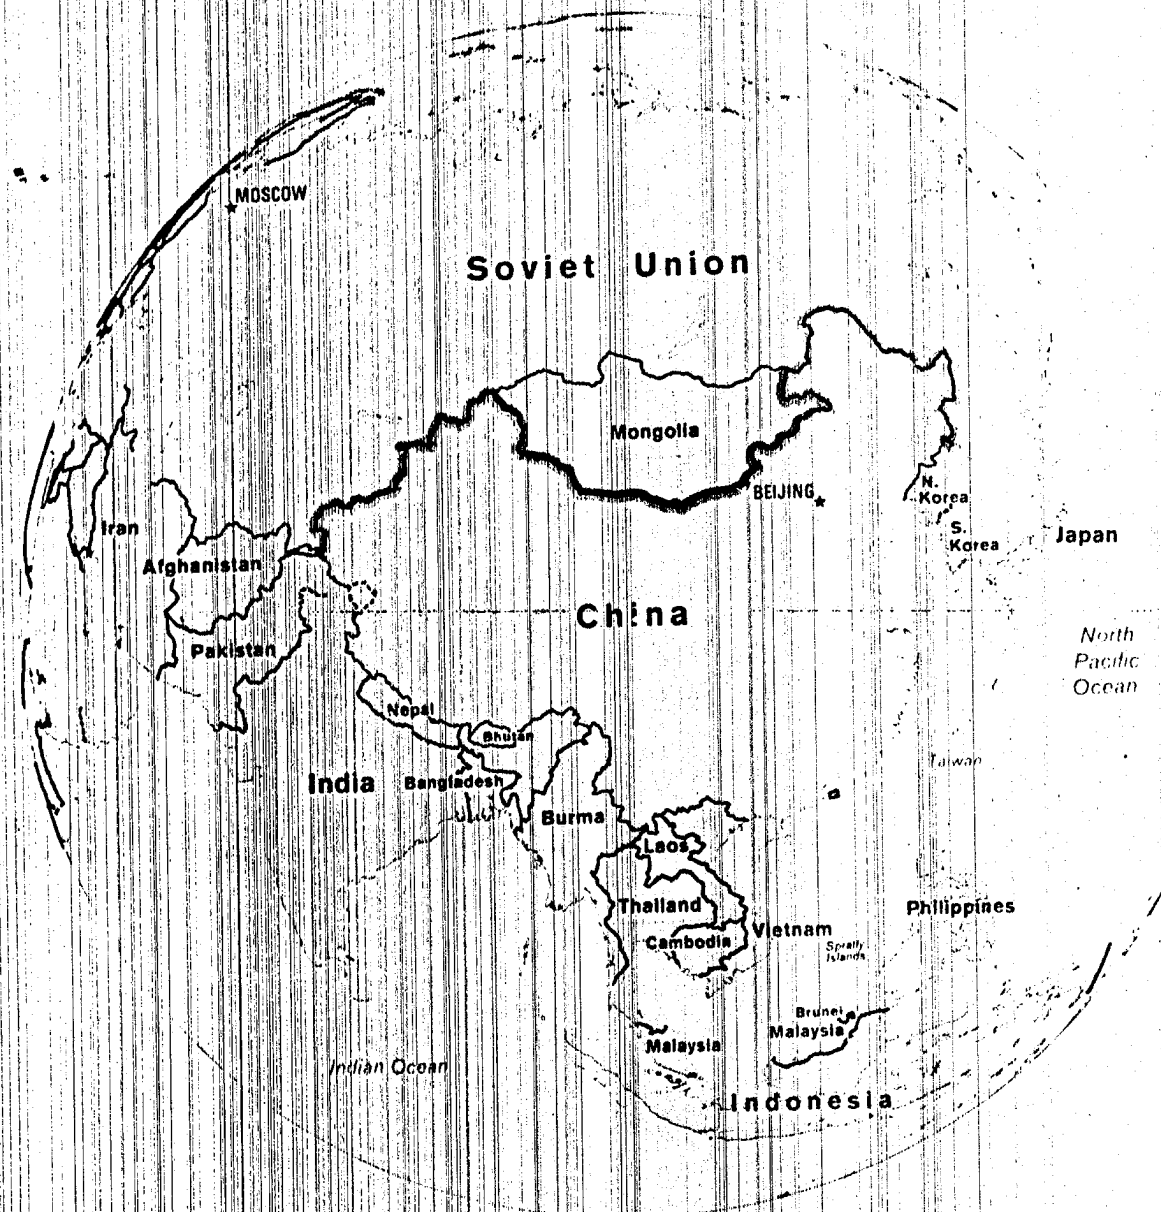 MOSCOW
Soviet Union
Mongolia
BEIJING
N.
Korea
S.
Korea
Japan
Iran
Afghanistan
China
Pakistan
North
Pacific
Ocean
Nepal
Bhutan
Taiwan
India
Bangladesh
Burma
Laos
Thailand
Philippines
Vietnam
Cambodia
Spratly
Islands
Brunei
Malaysia
Malaysia
Indian Ocean
Indonesia